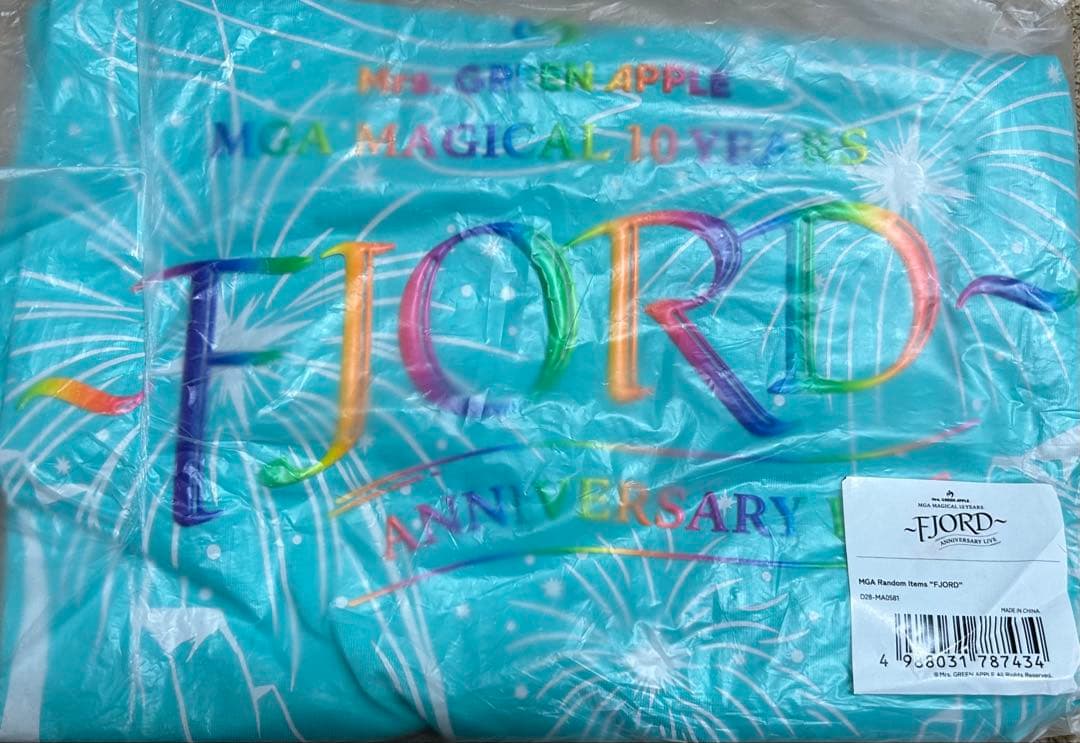 Mrs. GREEN APPLE
MGA MAGICAL 10 YEARS
~FJORD~
ANNIVERSARY
Mrs. GREEN APPLE
MGA MAGICAL 10 YEARS
~FJORD~
ANNIVERSARY LIVE
MGA Random Items "FJORD"
D28-MA0581
MADE IN CHINA
4 988031 787434
©Mrs. GREEN APPLE All Rights Reserved.